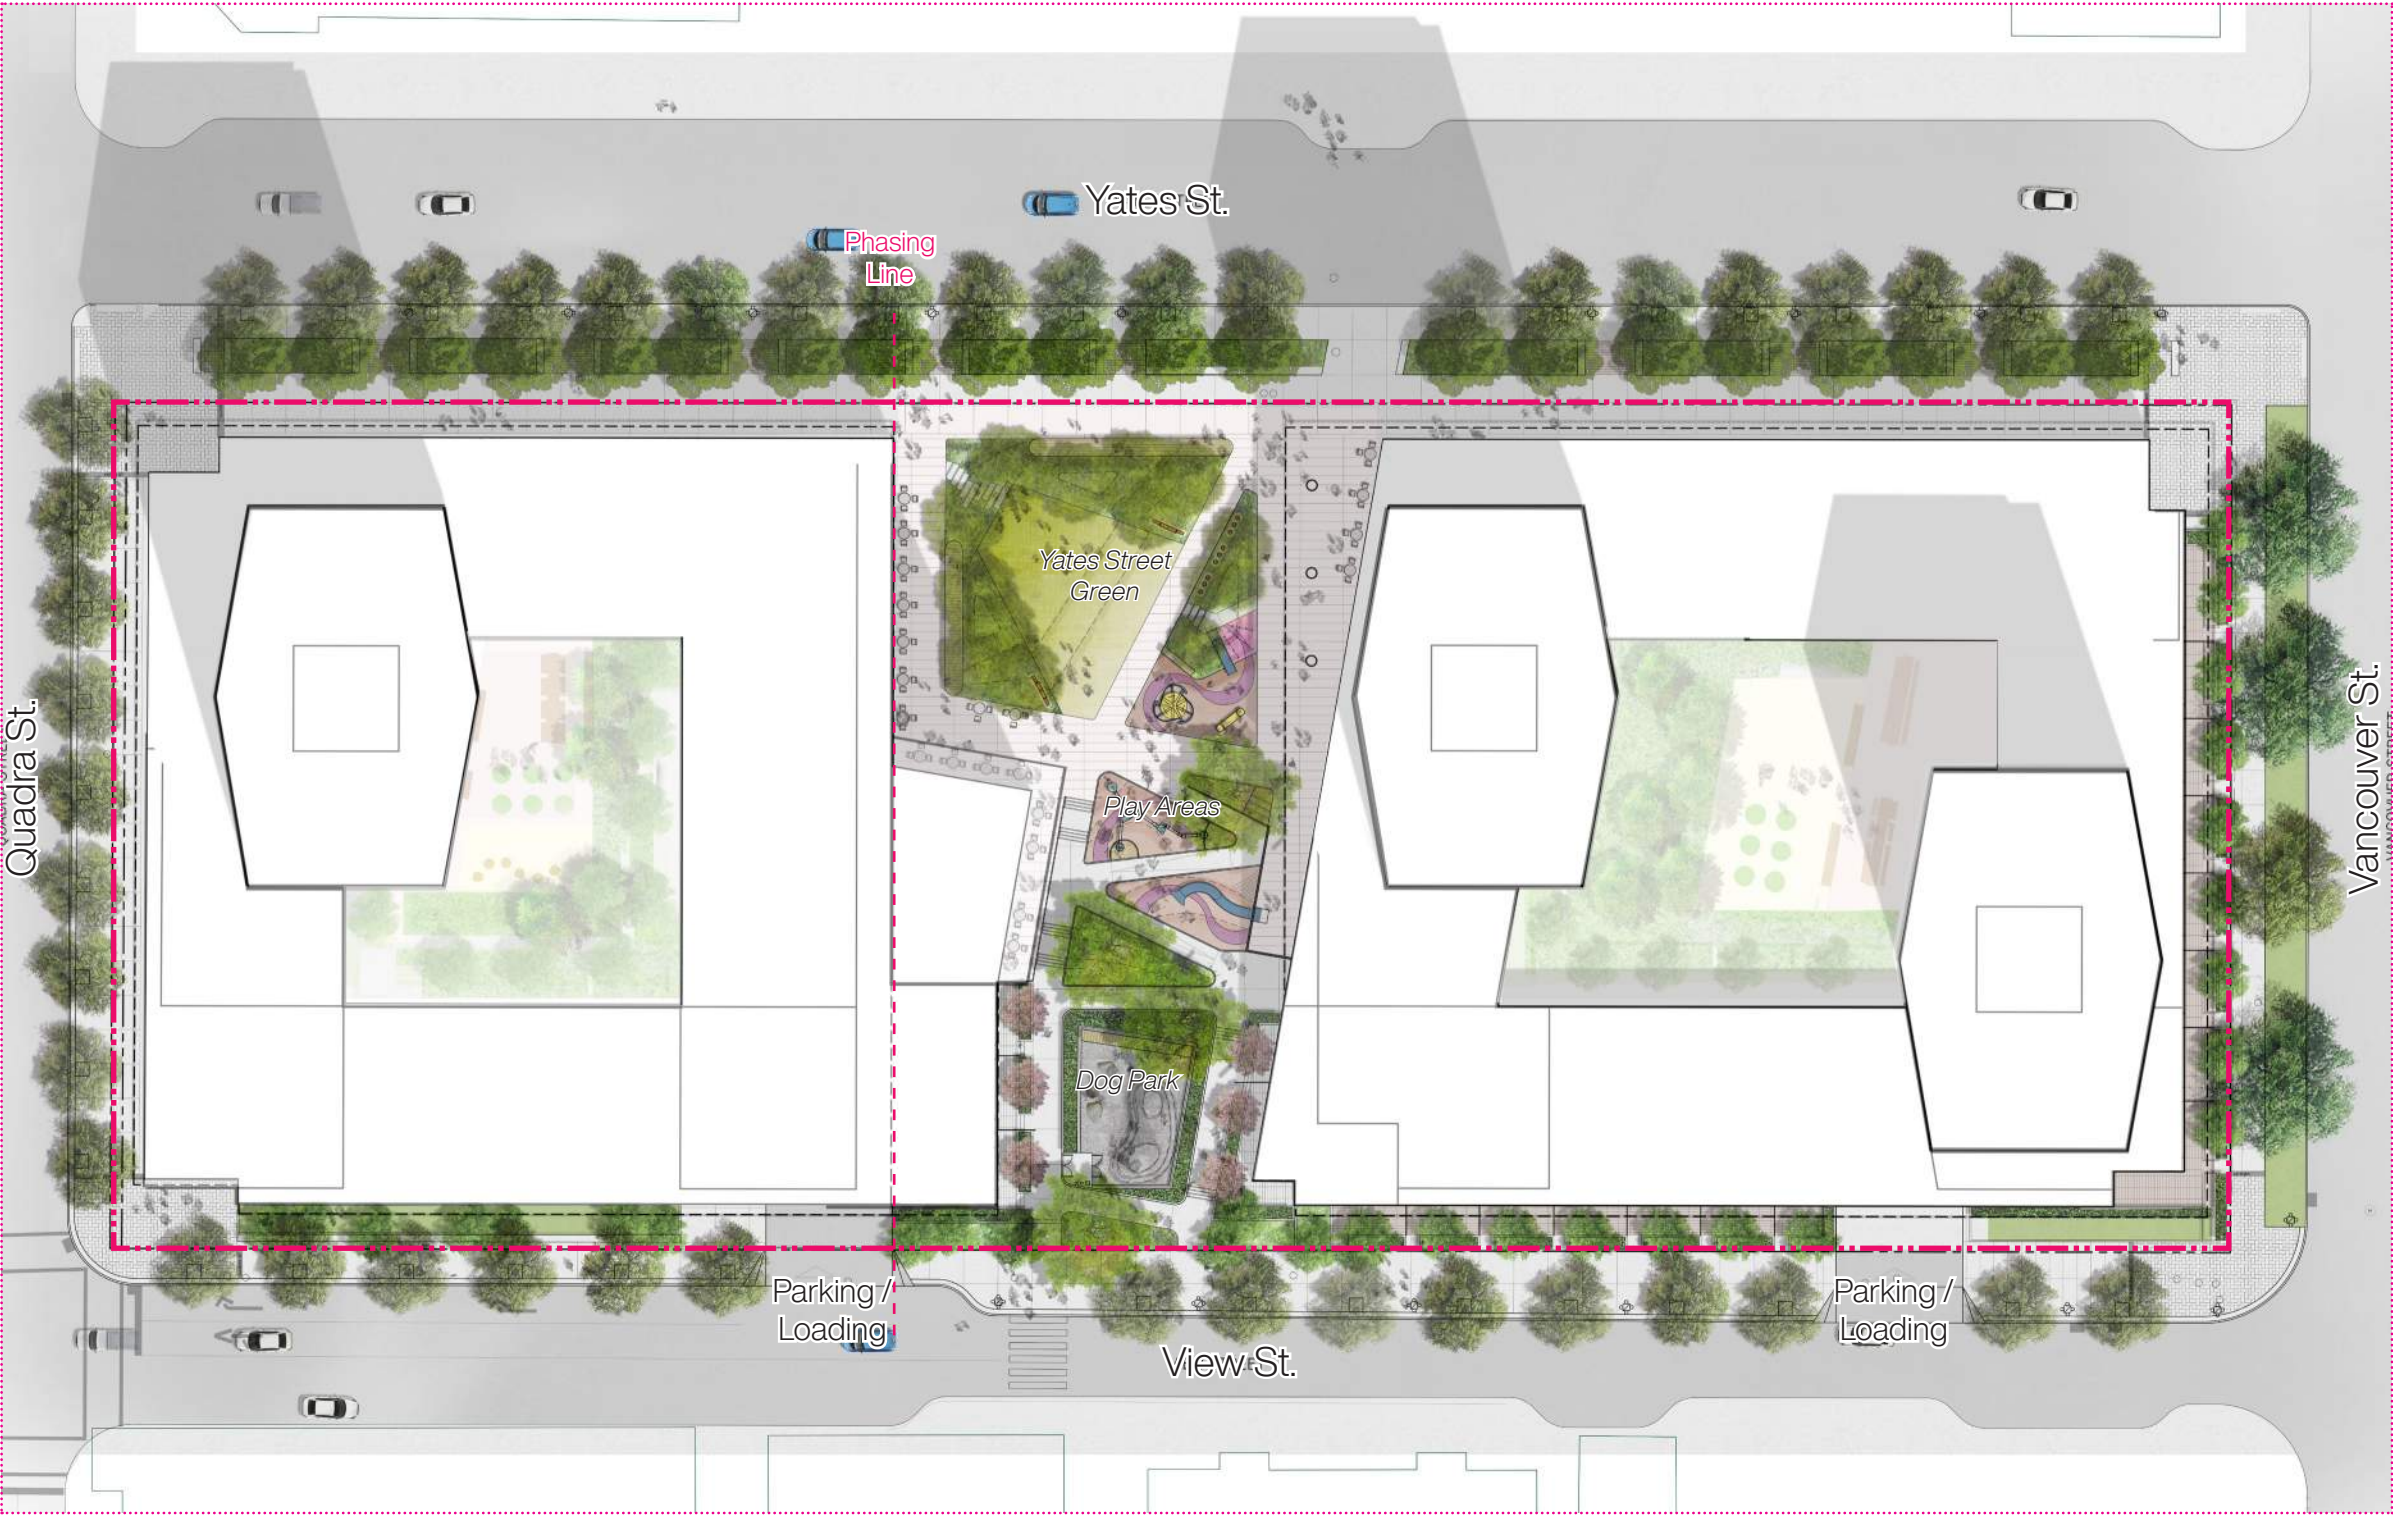 Yates St.
Phasing
Line
Yates Street
Green
Play Areas
Dog Park
Quadra St.
Vancouver St.
Parking /
Loading
Parking /
Loading
View St.